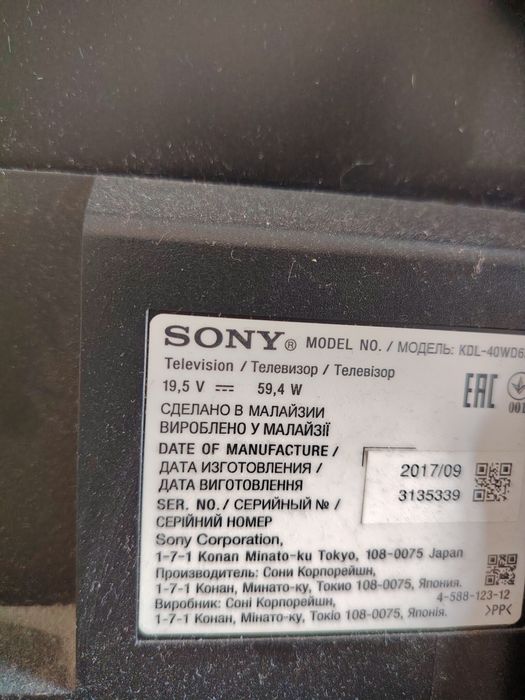 SONY® MODEL NO. / МОДЕЛЬ: KDL-40WD6
Television / Телевизор / Телевізор
19,5 V ⎓ 59,4 W
EAC
001
СДЕЛАНО В МАЛАЙЗИИ
ВИРОБЛЕНО У МАЛАЙЗІЇ
DATE OF MANUFACTURE /
ДАТА ИЗГОТОВЛЕНИЯ /
ДАТА ВИГОТОВЛЕННЯ
2017/09
SER. NO./ СЕРИЙНЫЙ № /
СЕРІЙНИЙ НОМЕР
3135339
Sony Corporation,
1-7-1 Konan Minato-ku Tokyo, 108-0075 Japan
Производитель: Сони Корпорейшн,
1-7-1 Конан, Минато-ку, Токио 108-0075, Япония.
Виробник: Соні Корпорейшн,
1-7-1 Конан, Мінато-ку, Токіо 108-0075, Японія.
4-588-123-12
>PP<